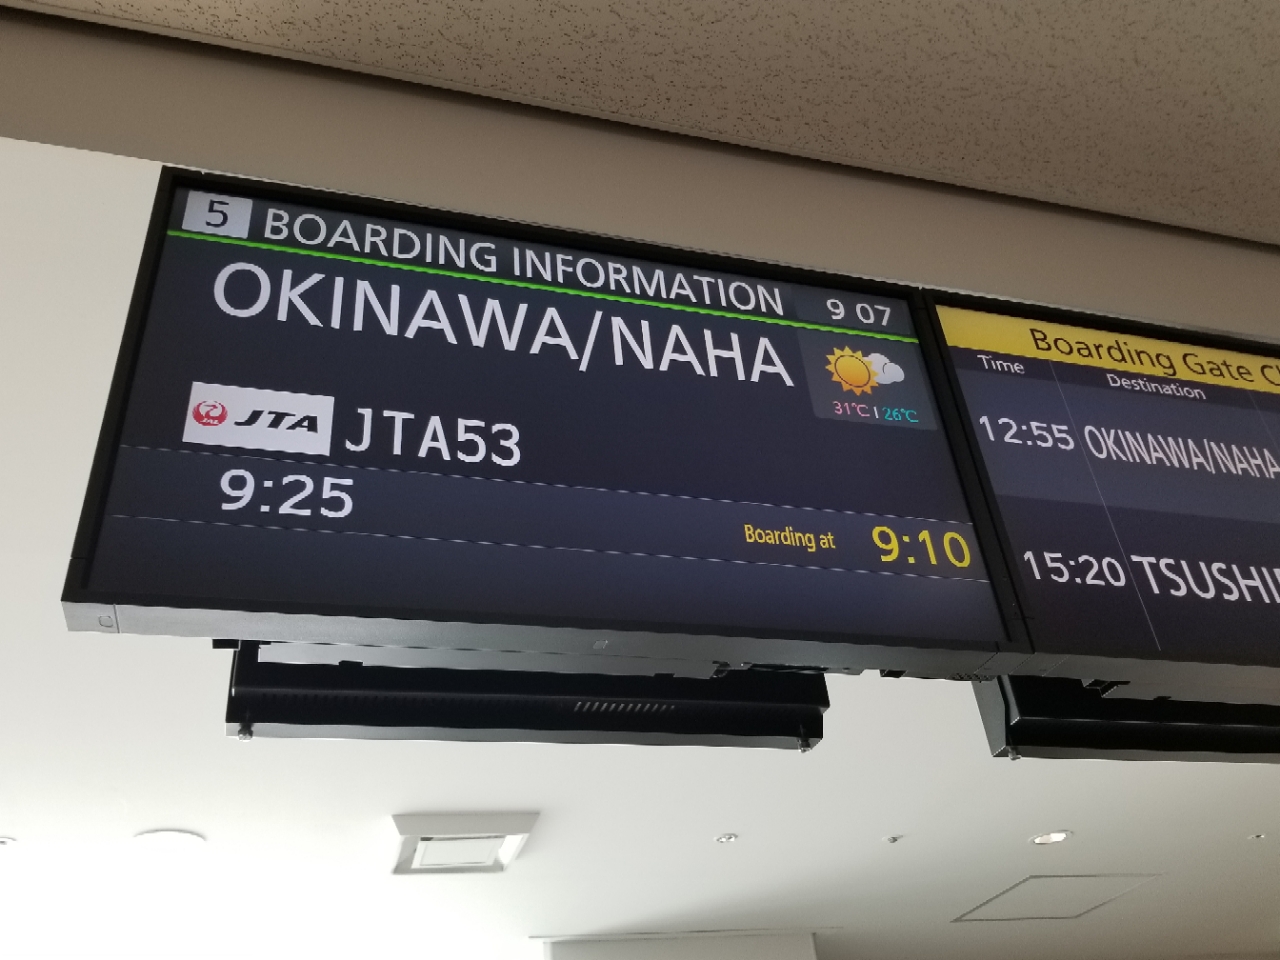 5 BOARDING INFORMATION 9 07
OKINAWA/NAHA
31℃ | 26℃
JAL JTA JTA53
9:25
Boarding at 9:10
Boarding Gate
Time Destination
12:55 OKINAWA/NAHA
15:20